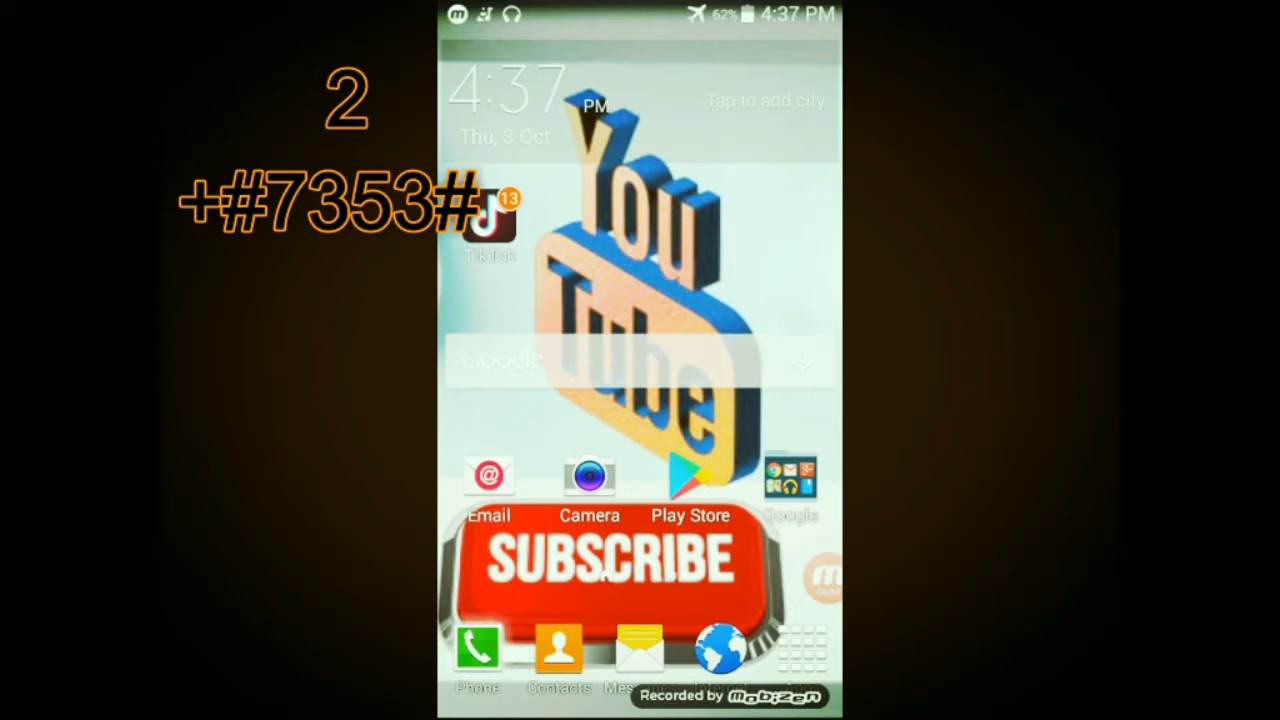 62% 4:37 PM
2
4:37 PM
Tap to add city
Thu, 3 Oct
+#7353#
13
TikTok
You
Tube
Google
Email Camera Play Store Google
SUBSCRIBE
Phone Contacts
Recorded by mobizen